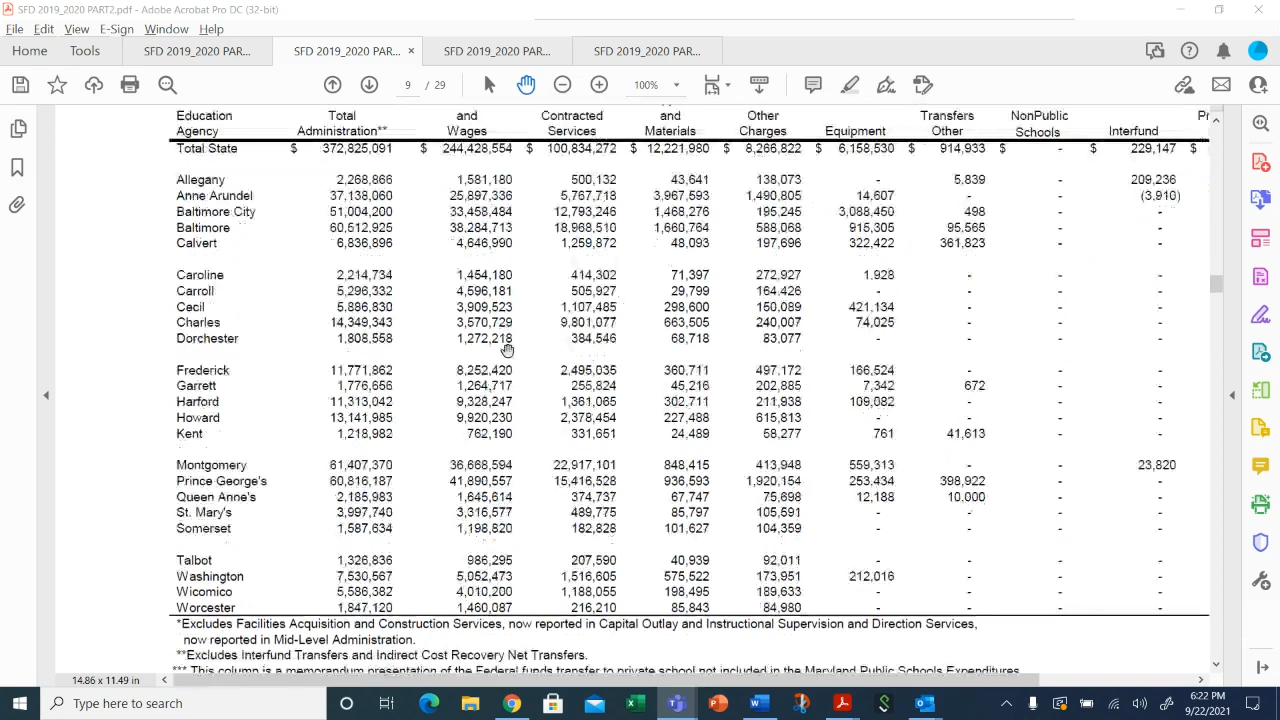 SFD 2019_2020 PART2.pdf - Adobe Acrobat Pro DC (32-bit)
File Edit View E-Sign Window Help
Home Tools SFD 2019_2020 PAR... SFD 2019_2020 PAR... × SFD 2019_2020 PAR... SFD 2019_2020 PAR...
9 / 29 100%
Education Total and Contracted and Other Transfers NonPublic Pr
Agency Administration** Wages Services Materials Charges Equipment Other Schools Interfund
Total State $ 372,825,091 $ 244,428,554 $ 100,834,272 $ 12,221,980 $ 8,266,822 $ 6,158,530 $ 914,933 $ - $ 229,147 $
Allegany 2,268,866 1,581,180 500,132 43,641 138,073 - 5,839 - 209,236
Anne Arundel 37,138,060 25,897,336 5,767,718 3,967,593 1,490,805 14,607 - - (3,910)
Baltimore City 51,004,200 33,458,484 12,793,246 1,468,276 195,245 3,088,450 498 - -
Baltimore 60,512,925 38,284,713 18,968,510 1,660,764 588,068 915,305 95,565 - -
Calvert 6,836,896 4,646,990 1,259,872 48,093 197,696 322,422 361,823 - -
Caroline 2,214,734 1,454,180 414,302 71,397 272,927 1,928 - - -
Carroll 5,296,332 4,596,181 505,927 29,799 164,426 - - - -
Cecil 5,886,830 3,909,523 1,107,485 298,600 150,089 421,134 - - -
Charles 14,349,343 3,570,729 9,801,077 663,505 240,007 74,025 - - -
Dorchester 1,808,558 1,272,218 384,546 68,718 83,077 - - - -
Frederick 11,771,862 8,252,420 2,495,035 360,711 497,172 166,524 - - -
Garrett 1,776,656 1,264,717 255,824 45,216 202,885 7,342 672 - -
Harford 11,313,042 9,328,247 1,361,065 302,711 211,938 109,082 - - -
Howard 13,141,985 9,920,230 2,378,454 227,488 615,813 - - - -
Kent 1,218,982 762,190 331,651 24,489 58,277 761 41,613 - -
Montgomery 61,407,370 36,668,594 22,917,101 848,415 413,948 559,313 - - 23,820
Prince George's 60,816,187 41,890,557 15,416,528 936,593 1,920,154 253,434 398,922 - -
Queen Anne's 2,185,983 1,645,614 374,737 67,747 75,698 12,188 10,000 - -
St. Mary's 3,997,740 3,316,577 489,775 85,797 105,591 - - - -
Somerset 1,587,634 1,198,820 182,828 101,627 104,359 - - - -
Talbot 1,326,836 986,295 207,590 40,939 92,011 - - - -
Washington 7,530,567 5,052,473 1,516,605 575,522 173,951 212,016 - - -
Wicomico 5,586,382 4,010,200 1,188,055 198,495 189,633 - - - -
Worcester 1,847,120 1,460,087 216,210 85,843 84,980 - - - -
*Excludes Facilities Acquisition and Construction Services, now reported in Capital Outlay and Instructional Supervision and Direction Services,
now reported in Mid-Level Administration.
**Excludes Interfund Transfers and Indirect Cost Recovery Net Transfers.
*** This column is a memorandum presentation of the Federal funds transfer to private school not included in the Maryland Public Schools Expenditures
14.86 x 11.49 in
Type here to search
6:22 PM
9/22/2021